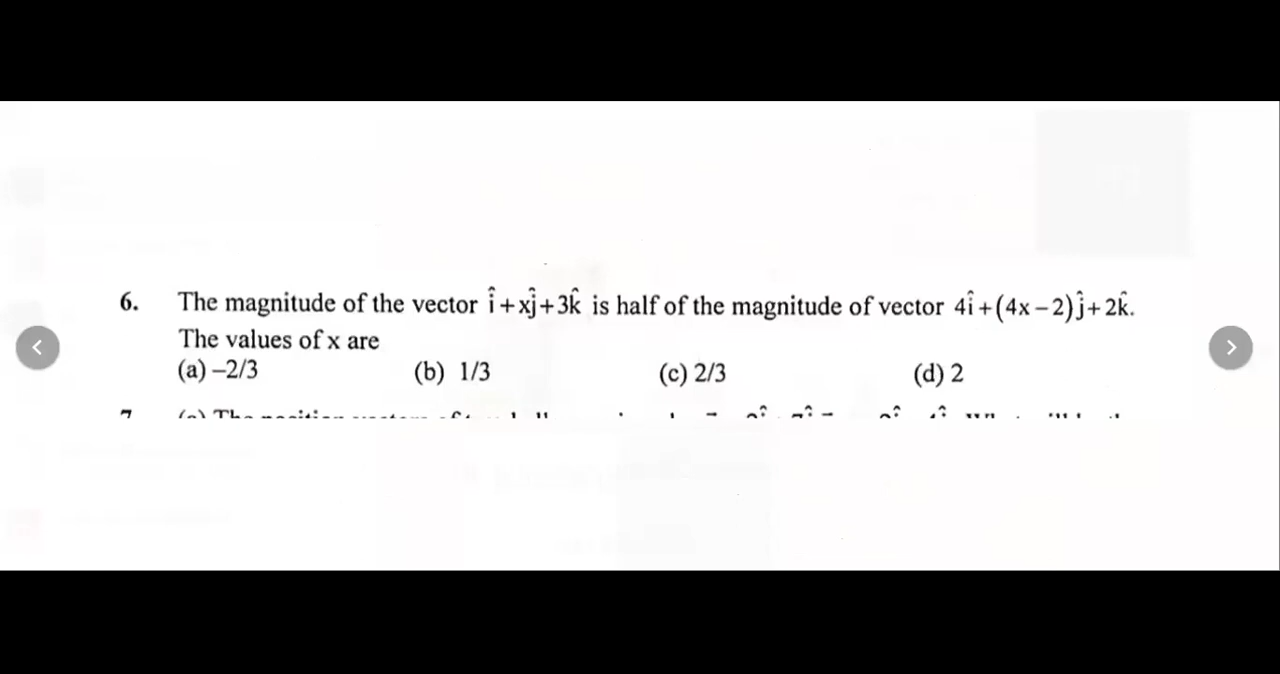 6. The magnitude of the vector î+xĵ+3k̂ is half of the magnitude of vector 4î+(4x–2)ĵ+2k̂.
The values of x are
(a) –2/3 (b) 1/3 (c) 2/3 (d) 2